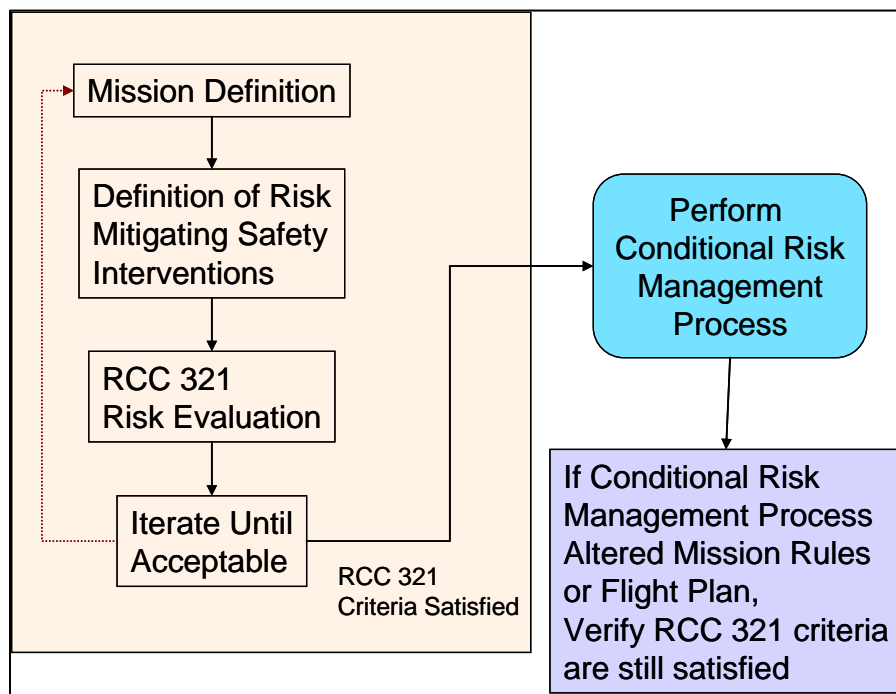 Mission Definition
Definition of Risk
Mitigating Safety
Interventions
RCC 321
Risk Evaluation
Iterate Until
Acceptable
RCC 321
Criteria Satisfied
Perform
Conditional Risk
Management
Process
If Conditional Risk
Management Process
Altered Mission Rules
or Flight Plan,
Verify RCC 321 criteria
are still satisfied